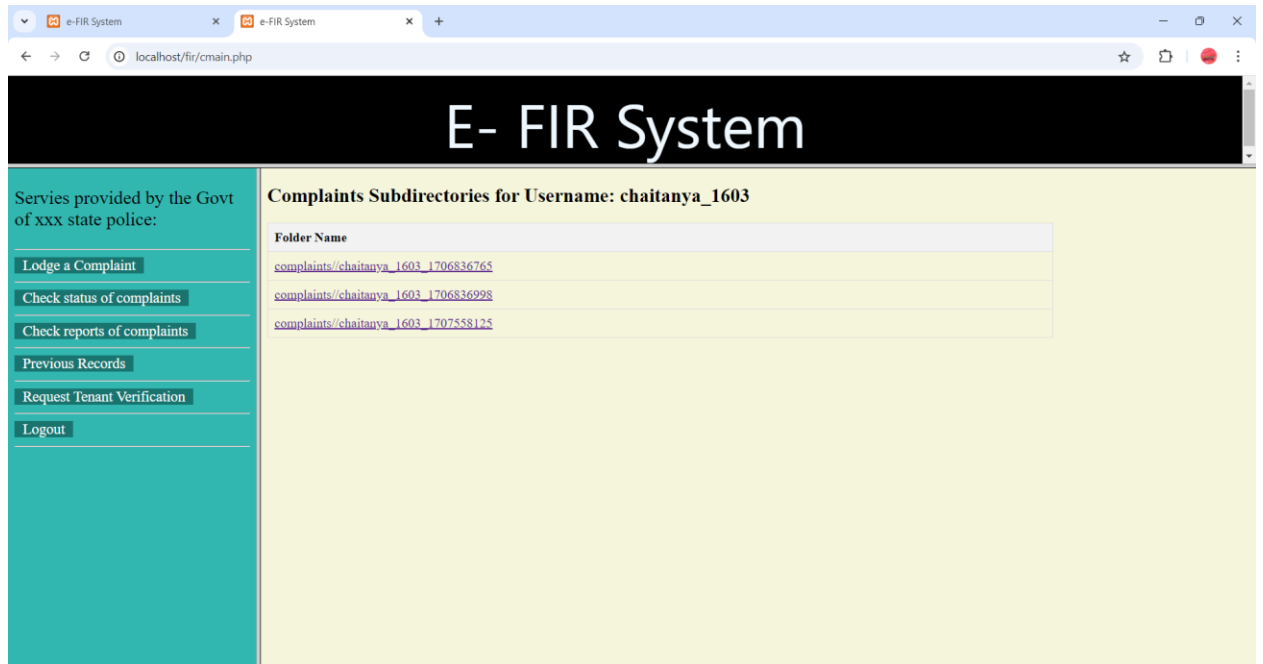 e-FIR System
e-FIR System
localhost/fir/cmain.php
E- FIR System
Servies provided by the Govt
of xxx state police:
Lodge a Complaint
Check status of complaints
Check reports of complaints
Previous Records
Request Tenant Verification
Logout
Complaints Subdirectories for Username: chaitanya_1603
Folder Name
complaints//chaitanya_1603_1706836765
complaints//chaitanya_1603_1706836998
complaints//chaitanya_1603_1707558125